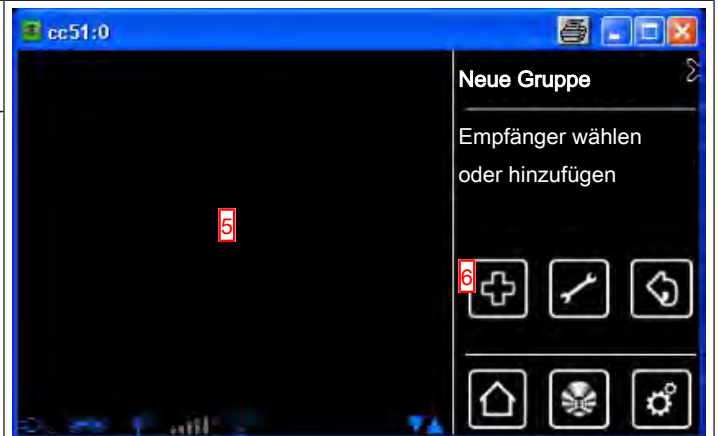 cc51:0
Neue Gruppe
Empfänger wählen
oder hinzufügen
5
6